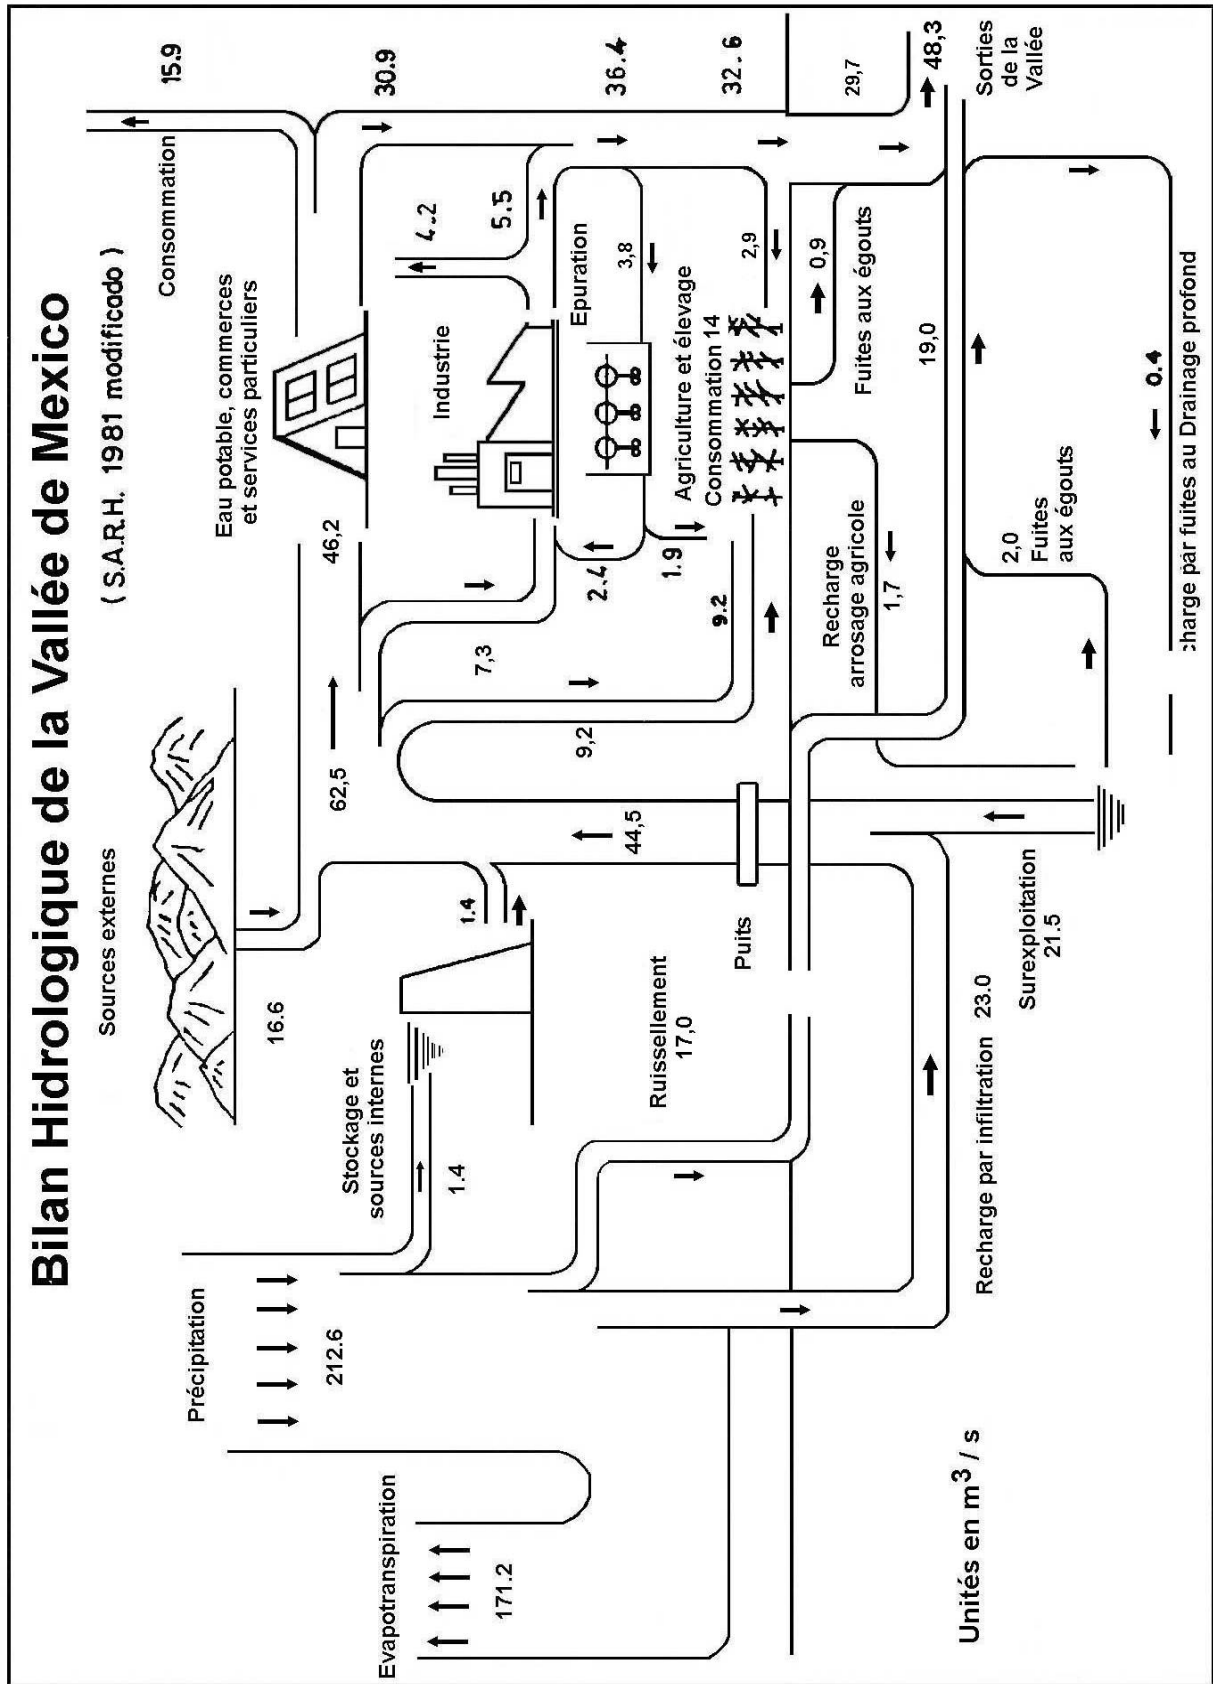 Bilan Hidrologique de la Vallée de Mexico
(S.A.R.H. 1981 modificado)
Sources externes
Précipitation
212.6
Evapotranspiration
171.2
16.6
Stockage et
sources internes
1.4
1.4
62,5
46,2
Eau potable, commerces
et services particuliers
Consommation
15.9
30.9
Industrie
7,3
4.2
5.5
36.4
Epuration
3,8
2.4
1.9
32.6
Agriculture et élevage
Consommation 14
2,9
9,2
9.2
44,5
Puits
Ruissellement
17,0
Recharge
arrosage agricole
1,7
0,9
Fuites aux égouts
29,7
48,3
Sorties
de la
Vallée
19,0
2,0
Fuites
aux égouts
Surexploitation
21.5
Recharge par infiltration 23.0
0.4
charge par fuites au Drainage profond
Unités en m³ / s